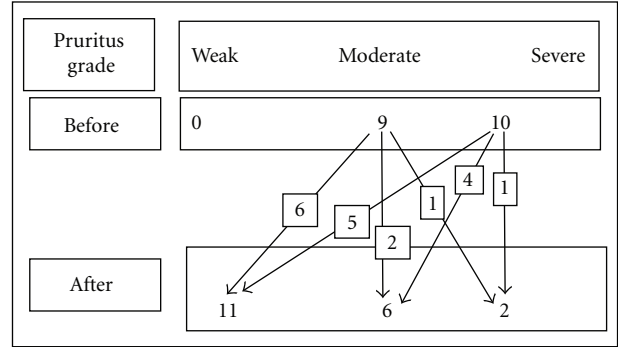 Pruritus
grade
Weak Moderate Severe
Before
0 9 10
4
1
6
1
5
2
After
11 6 2